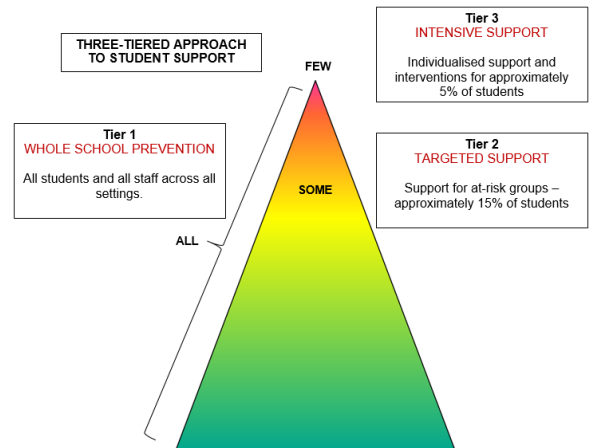 THREE-TIERED APPROACH
TO STUDENT SUPPORT
Tier 3
INTENSIVE SUPPORT
Individualised support and
interventions for approximately
5% of students
FEW
Tier 1
WHOLE SCHOOL PREVENTION
All students and all staff across all
settings.
Tier 2
TARGETED SUPPORT
Support for at-risk groups –
approximately 15% of students
SOME
ALL